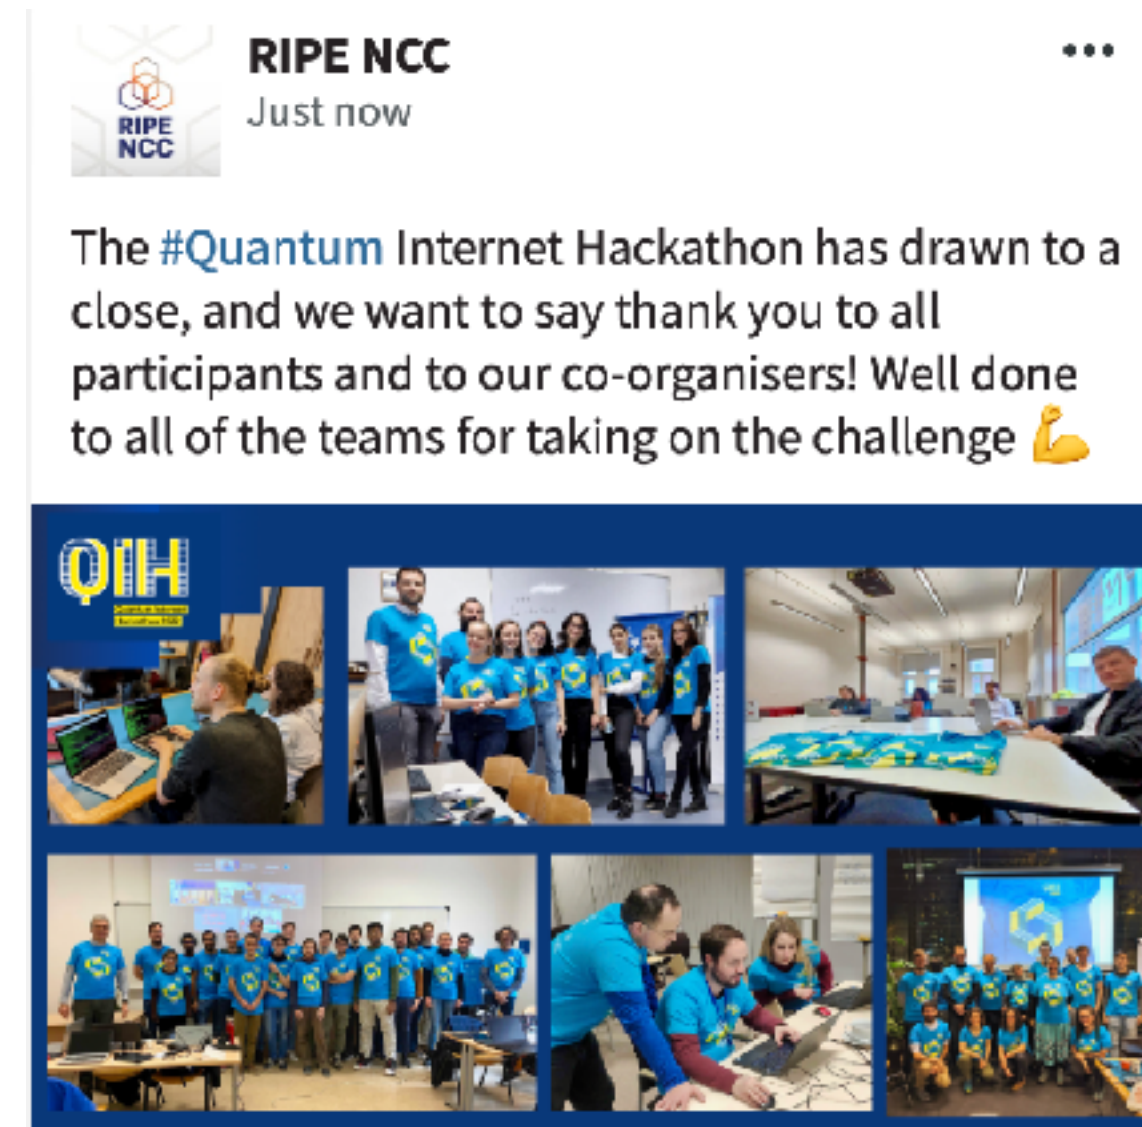 RIPE NCC
Just now
RIPE
NCC
The #Quantum Internet Hackathon has drawn to a
close, and we want to say thank you to all
participants and to our co-organisers! Well done
to all of the teams for taking on the challenge 💪
QIH
Quantum Internet